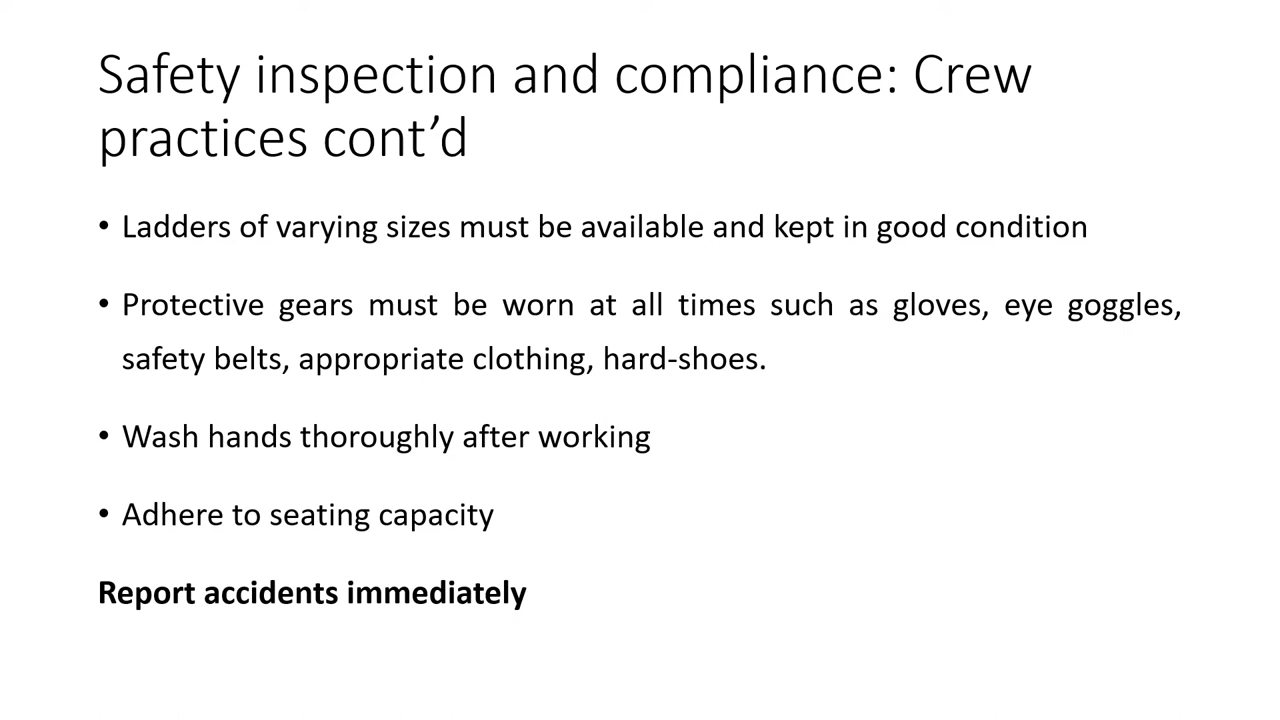 Safety inspection and compliance: Crew
practices cont’d
• Ladders of varying sizes must be available and kept in good condition
• Protective gears must be worn at all times such as gloves, eye goggles,
safety belts, appropriate clothing, hard-shoes.
• Wash hands thoroughly after working
• Adhere to seating capacity
Report accidents immediately